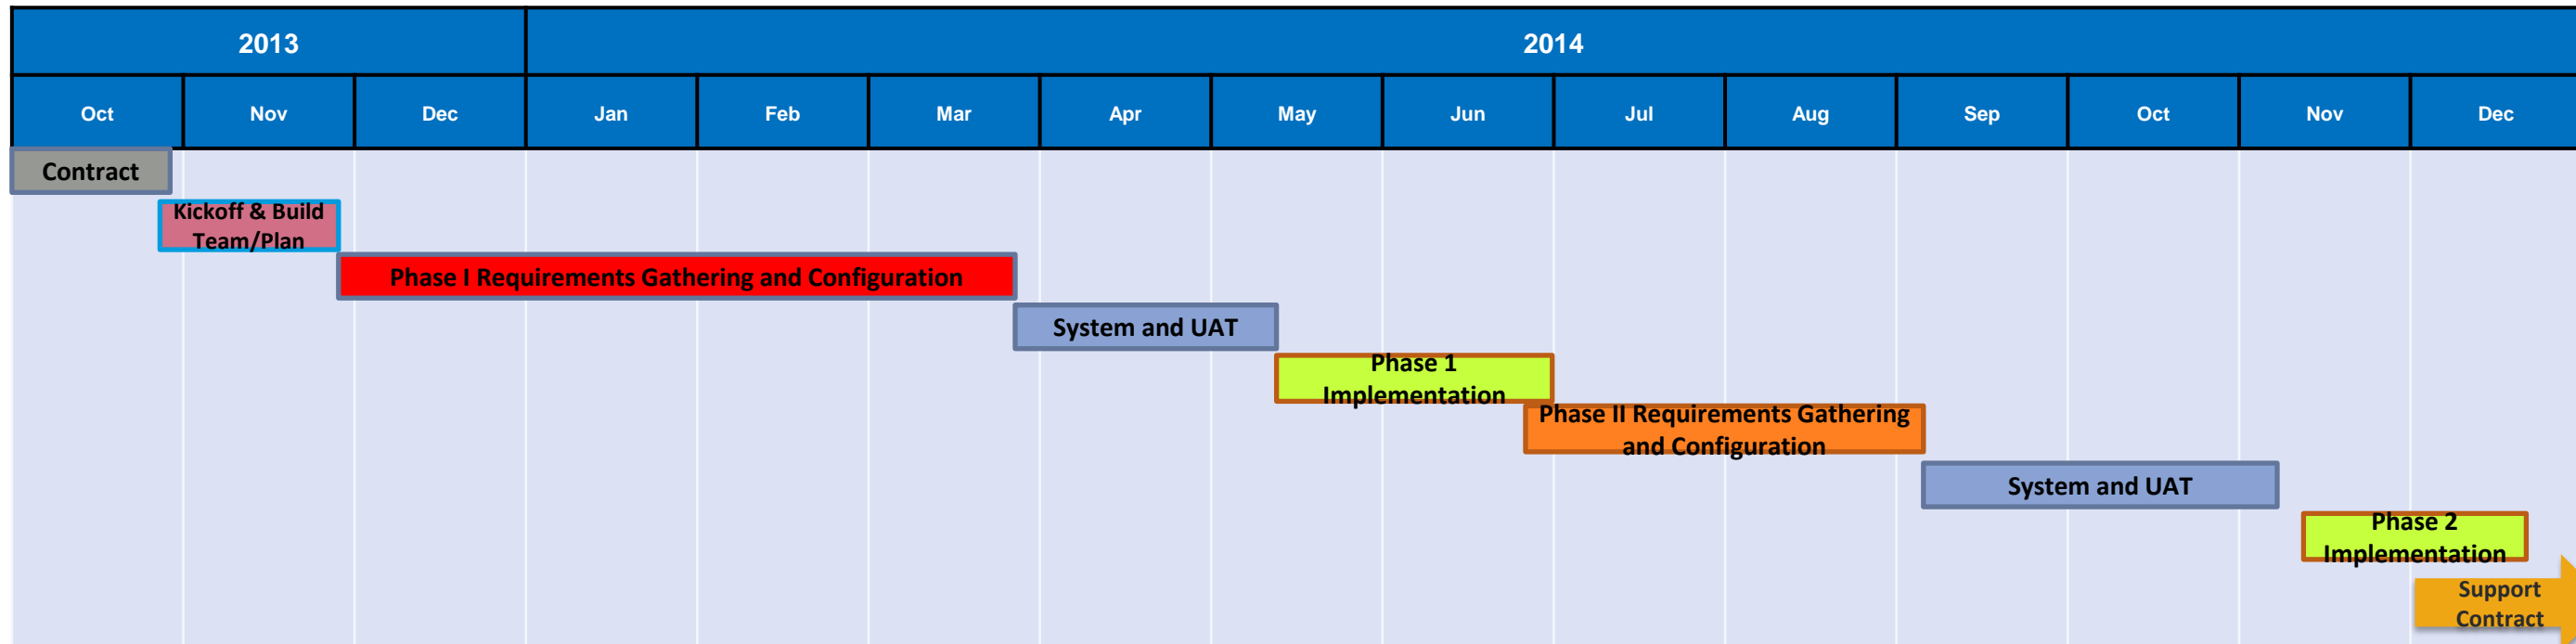 2013
2014
Oct
Nov
Dec
Jan
Feb
Mar
Apr
May
Jun
Jul
Aug
Sep
Oct
Nov
Dec
Contract
Kickoff & Build
Team/Plan
Phase I Requirements Gathering and Configuration
System and UAT
Phase 1
Implementation
Phase II Requirements Gathering
and Configuration
System and UAT
Phase 2
Implementation
Support
Contract